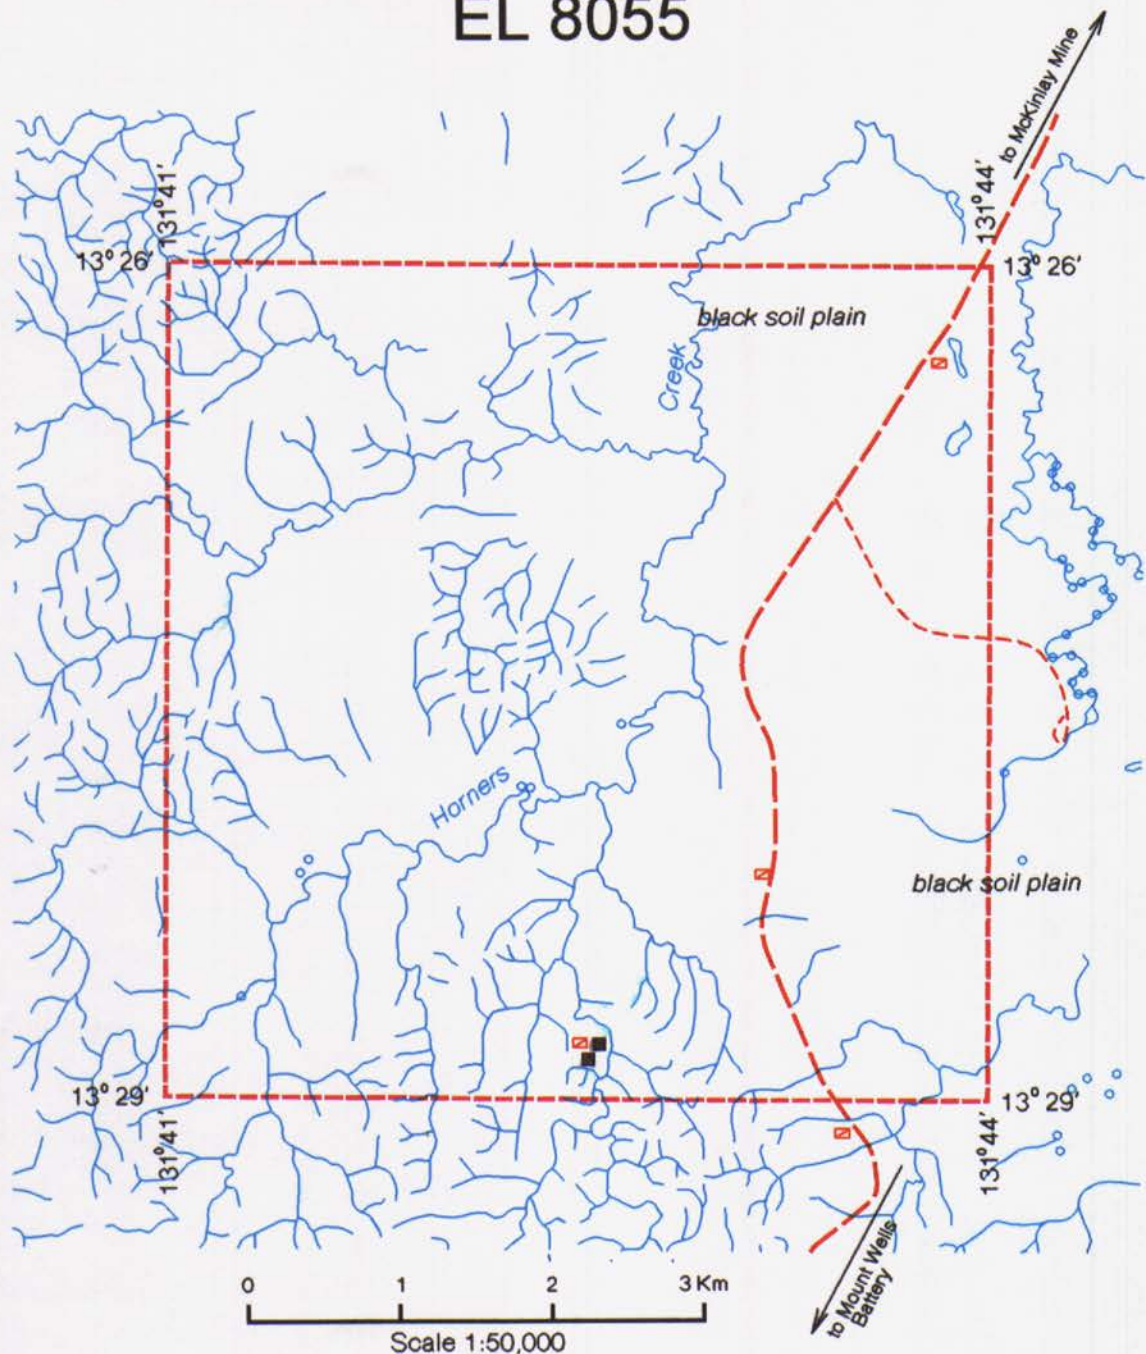 EL 8055
to McKinlay Mine
131° 41'
131° 44'
13° 26'
13° 26'
black soil plain
Creek
Horners
black soil plain
13° 29'
13° 29'
131° 41'
131° 44'
to Mount Wells
Battery
0 1 2 3 Km
Scale 1:50,000